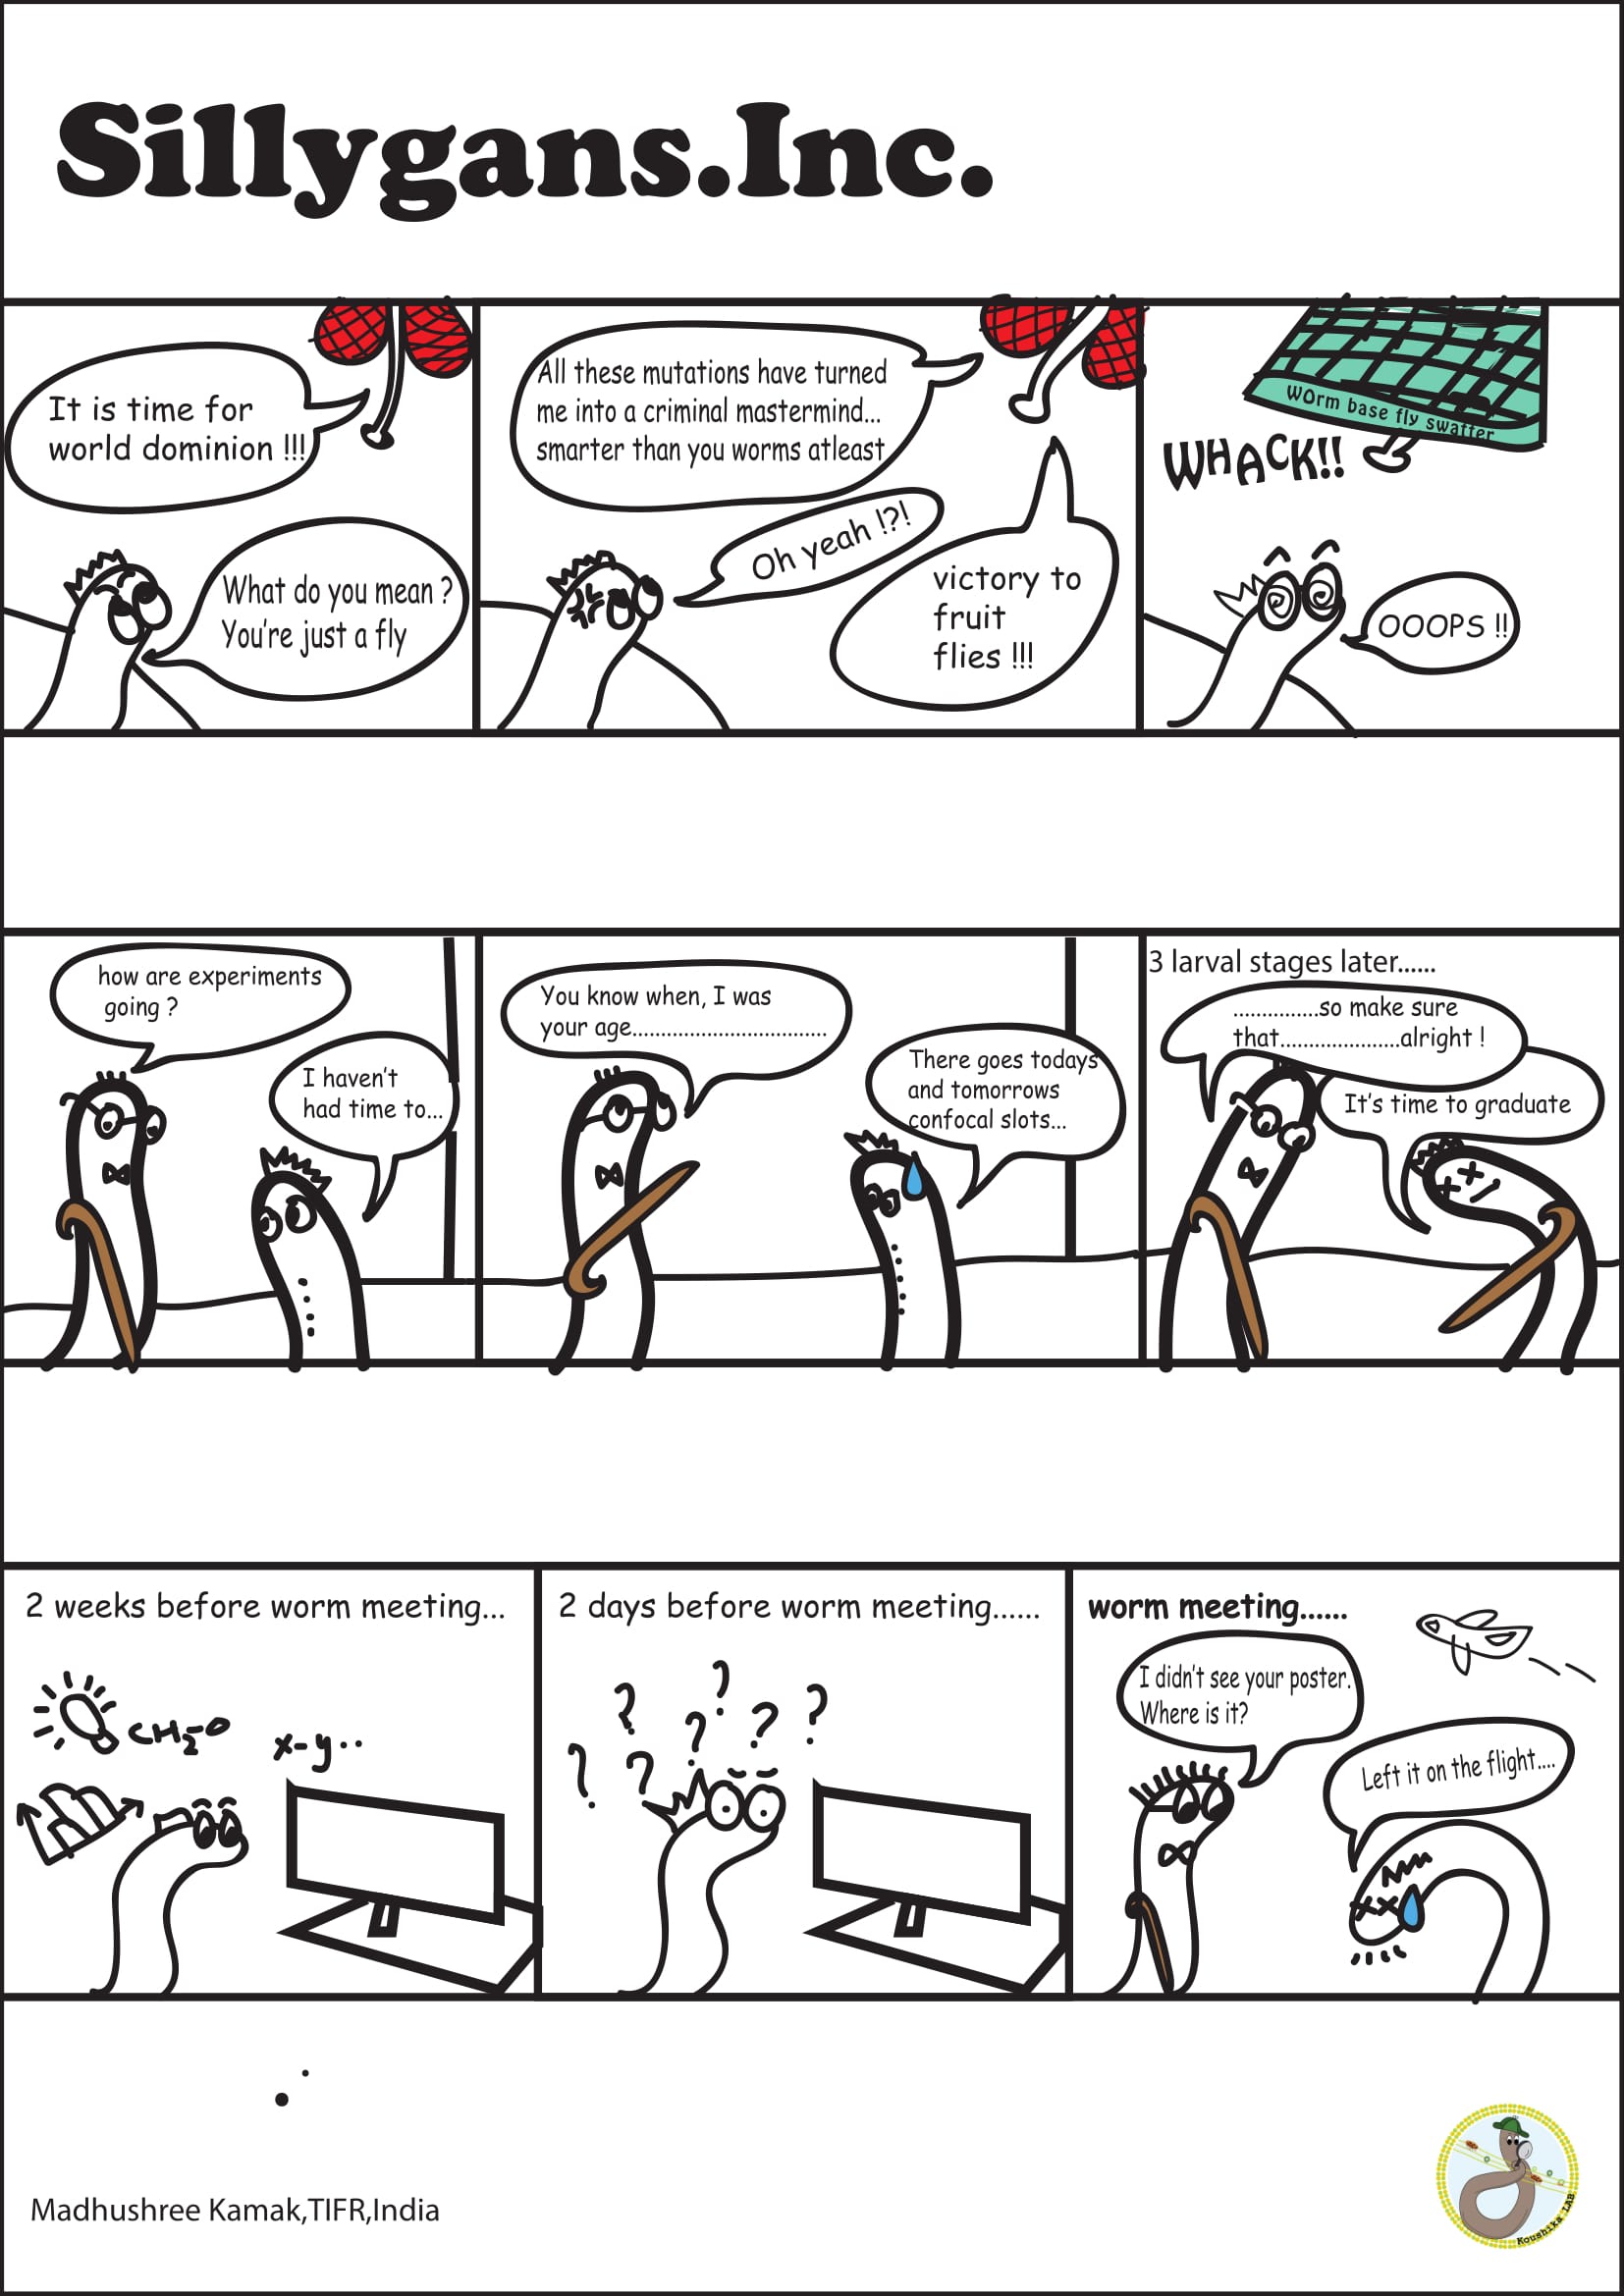 Sillygans.Inc.
It is time for
world dominion !!!
What do you mean ?
You're just a fly
All these mutations have turned
me into a criminal mastermind...
smarter than you worms atleast
Oh yeah !?!
victory to
fruit
flies !!!
WOrm base fly swatter
WHACK!!
OOOPS !!
how are experiments
going ?
I haven't
had time to...
You know when, I was
your age..................................
There goes todays
and tomorrows
confocal slots...
3 larval stages later......
...............so make sure
that.....................alright !
It's time to graduate
2 weeks before worm meeting...
CH2=O
x-y..
2 days before worm meeting......
? ? ? ? ? ? ?
worm meeting......
I didn't see your poster.
Where is it?
Left it on the flight....
Madhushree Kamak,TIFR,India
Koushika LAB